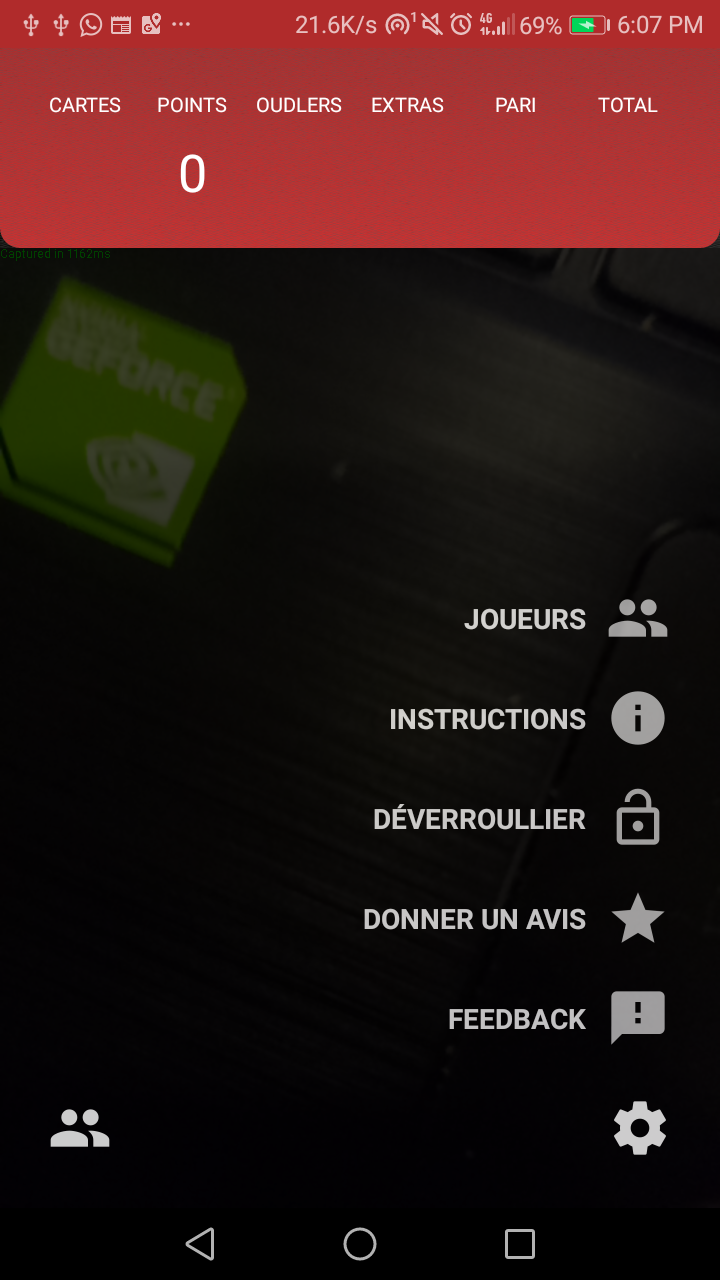 21.6K/s 1 4G 69% 6:07 PM
CARTES POINTS OUDLERS EXTRAS PARI TOTAL
0
Captured in 1162ms
NVIDIA
GEFORCE
JOUEURS
INSTRUCTIONS
DÉVERROULLIER
DONNER UN AVIS
FEEDBACK